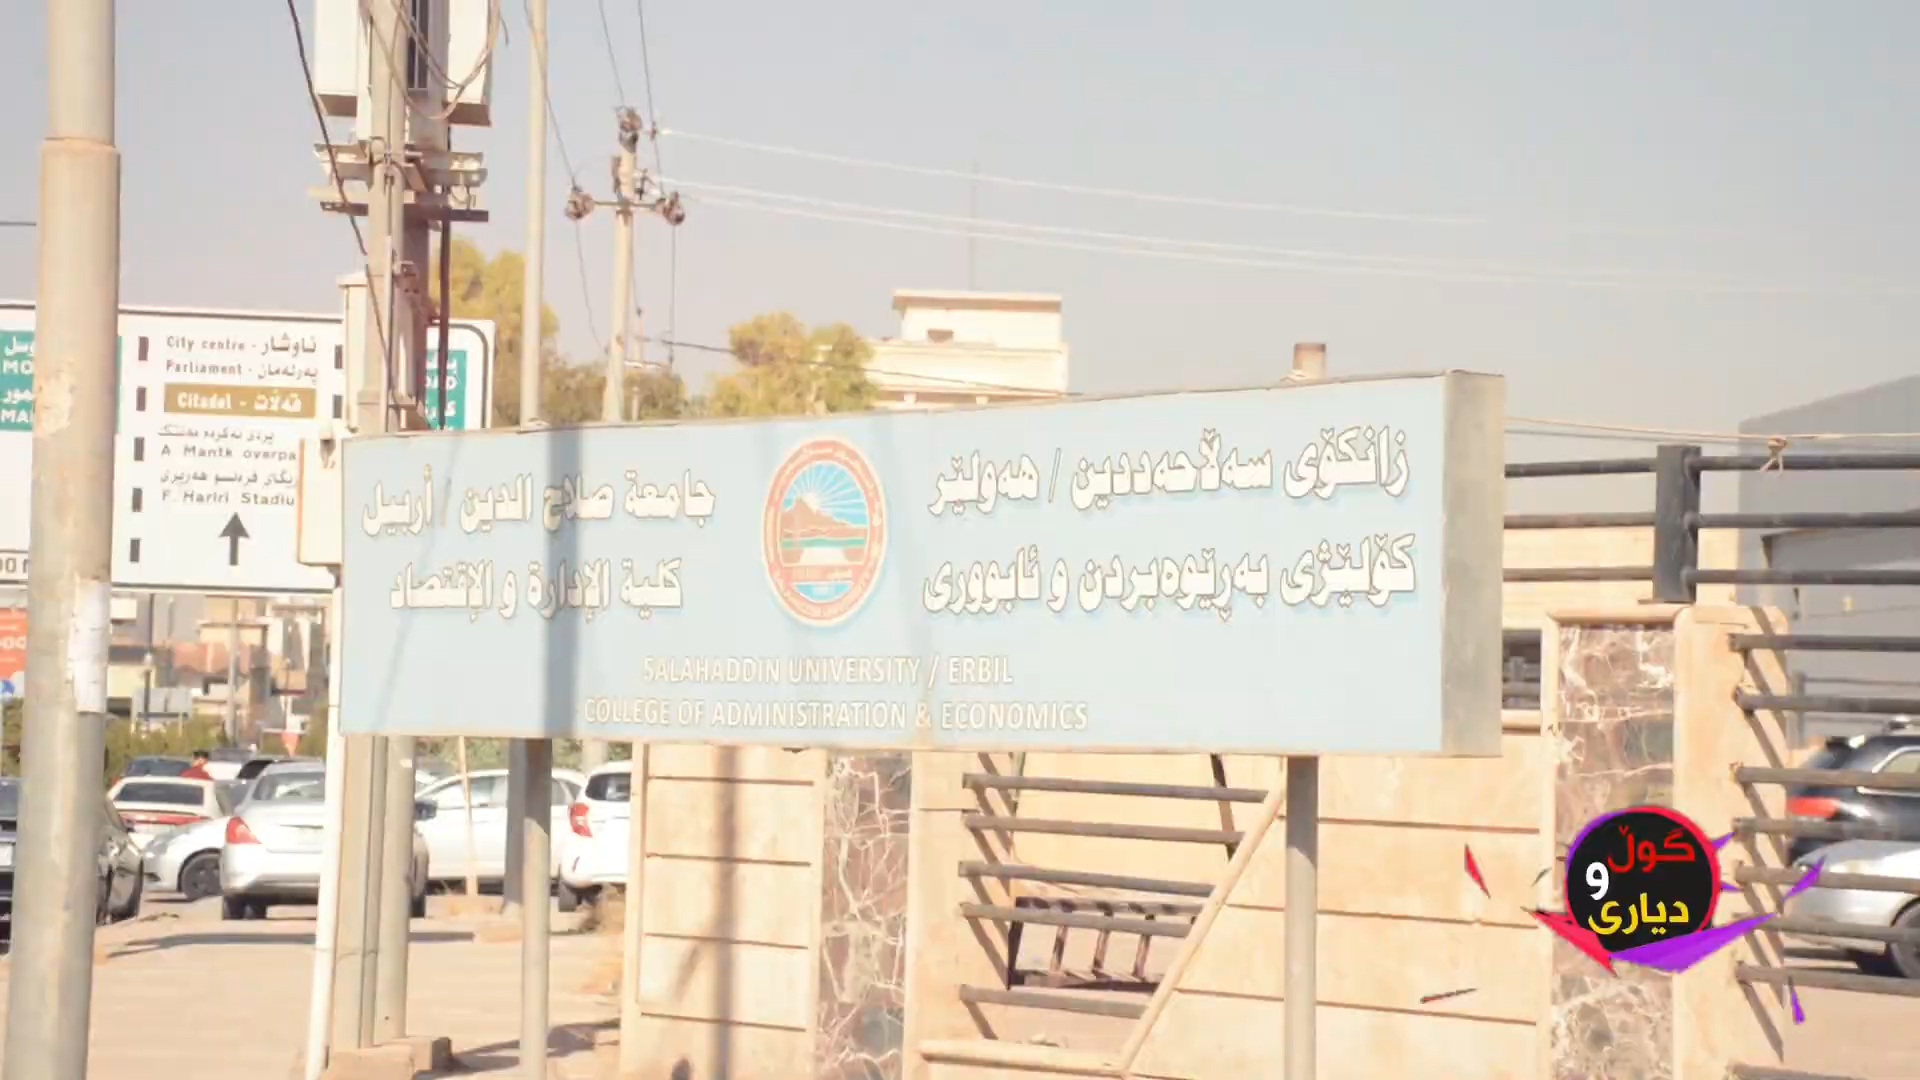 زانکۆی سەڵاحەددین / هەولێر
کۆلێژی بەڕێوەبردن و ئابووری
جامعة صلاح الدين / أربيل
كلية الإدارة و الإقتصاد
SALAHADDIN UNIVERSITY / ERBIL
COLLEGE OF ADMINISTRATION & ECONOMICS
City centre - ناوشار
Parliament - پەرلەمان
Citadel - قەڵات
A Mantk overpa
F. Hariri Stadiu
گوڵ
و
دیاری